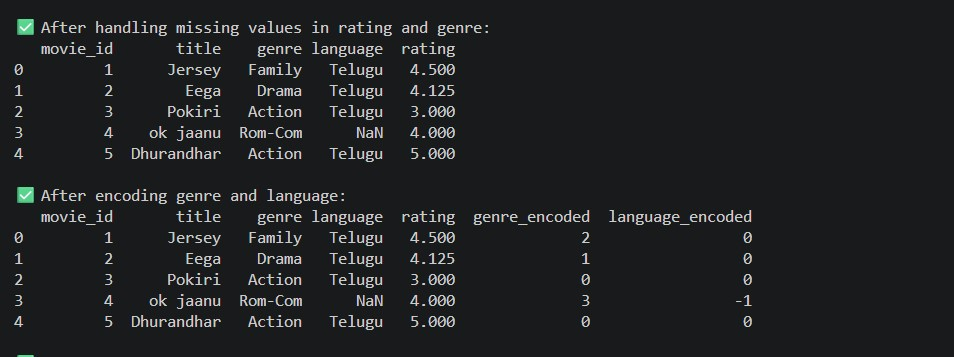 ✅ After handling missing values in rating and genre:
   movie_id      title    genre language  rating
0         1     Jersey   Family   Telugu   4.500
1         2       Eega    Drama   Telugu   4.125
2         3     Pokiri   Action   Telugu   3.000
3         4   ok jaanu  Rom-Com      NaN   4.000
4         5  Dhurandhar   Action   Telugu   5.000
✅ After encoding genre and language:
   movie_id      title    genre language  rating  genre_encoded  language_encoded
0         1     Jersey   Family   Telugu   4.500              2                 0
1         2       Eega    Drama   Telugu   4.125              1                 0
2         3     Pokiri   Action   Telugu   3.000              0                 0
3         4   ok jaanu  Rom-Com      NaN   4.000              3                -1
4         5  Dhurandhar   Action   Telugu   5.000              0                 0